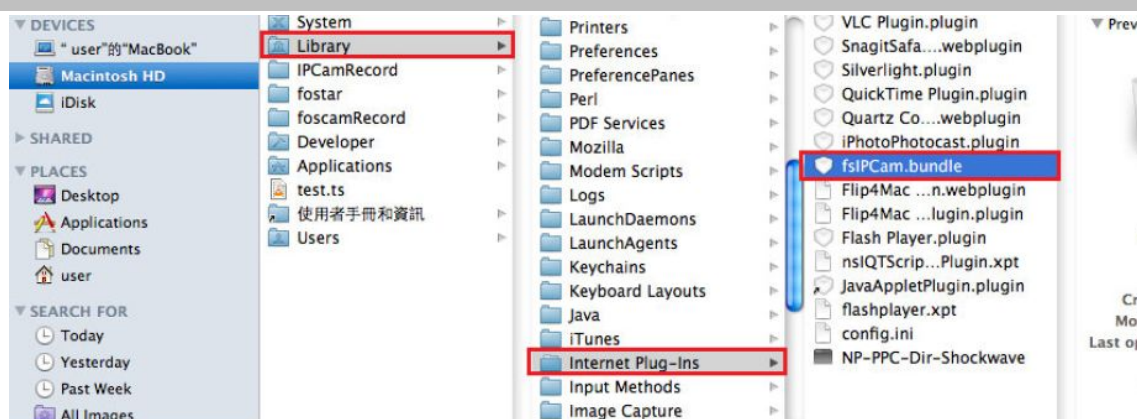 DEVICES
“ user”的“MacBook”
Macintosh HD
iDisk
SHARED
PLACES
Desktop
Applications
Documents
user
SEARCH FOR
Today
Yesterday
Past Week
All Images
System
Library
IPCamRecord
fostar
foscamRecord
Developer
Applications
test.ts
使用者手冊和資訊
Users
Printers
Preferences
PreferencePanes
Perl
PDF Services
Mozilla
Modem Scripts
Logs
LaunchDaemons
LaunchAgents
Keychains
Keyboard Layouts
Java
iTunes
Internet Plug-Ins
Input Methods
Image Capture
VLC Plugin.plugin
SnagitSafa....webplugin
Silverlight.plugin
QuickTime Plugin.plugin
Quartz Co....webplugin
iPhotoPhotocast.plugin
fsIPCam.bundle
Flip4Mac ...n.webplugin
Flip4Mac ...lugin.plugin
Flash Player.plugin
nsIQTScrip...Plugin.xpt
JavaAppletPlugin.plugin
flashplayer.xpt
config.ini
NP-PPC-Dir-Shockwave
Prev
Cr
Mo
Last op